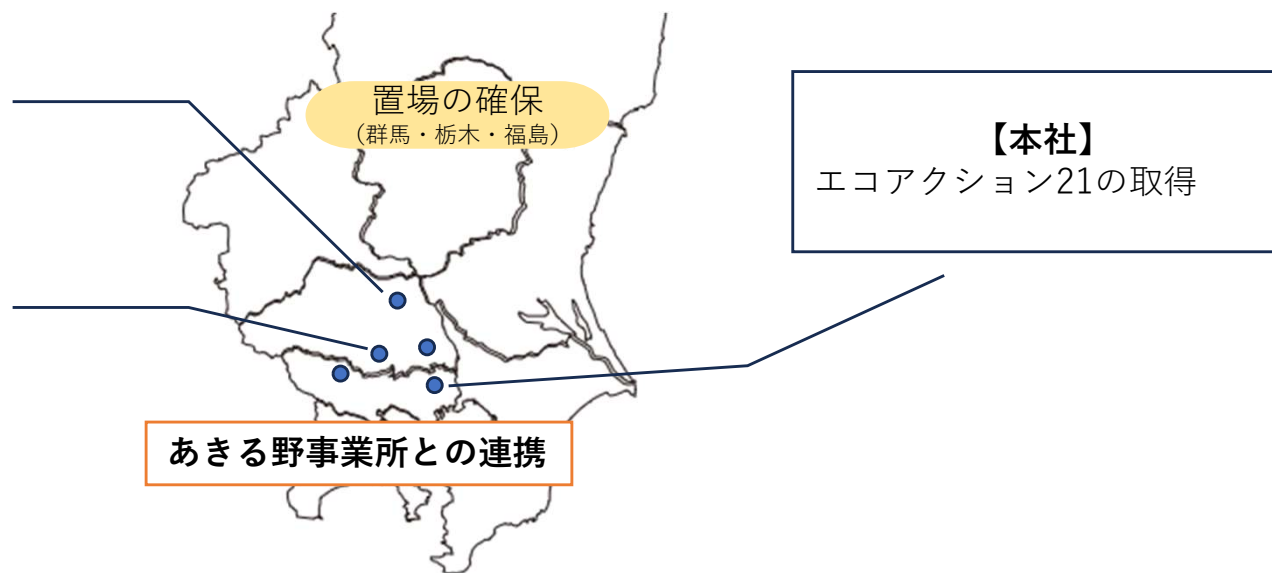 置場の確保
（群馬・栃木・福島）
【本社】
エコアクション21の取得
あきる野事業所との連携